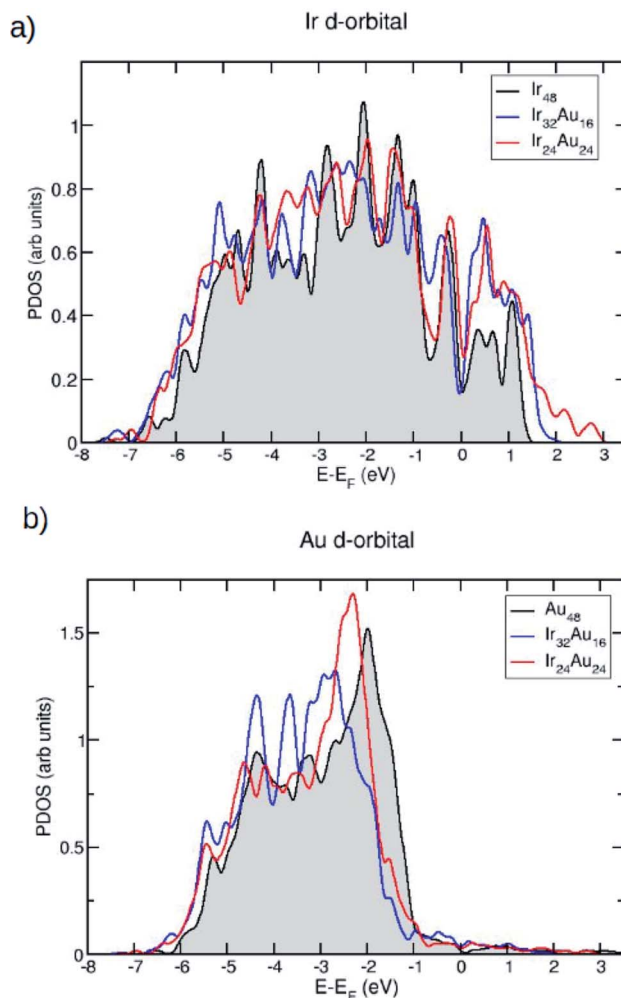 a)
Ir d-orbital
Ir48
Ir32Au16
Ir24Au24
1
0.8
0.6
0.4
0.2
0
PDOS (arb units)
-8 -7 -6 -5 -4 -3 -2 -1 0 1 2 3
E-EF (eV)
b)
Au d-orbital
Au48
Ir32Au16
Ir24Au24
1.5
1
0.5
0
PDOS (arb units)
-8 -7 -6 -5 -4 -3 -2 -1 0 1 2 3
E-EF (eV)